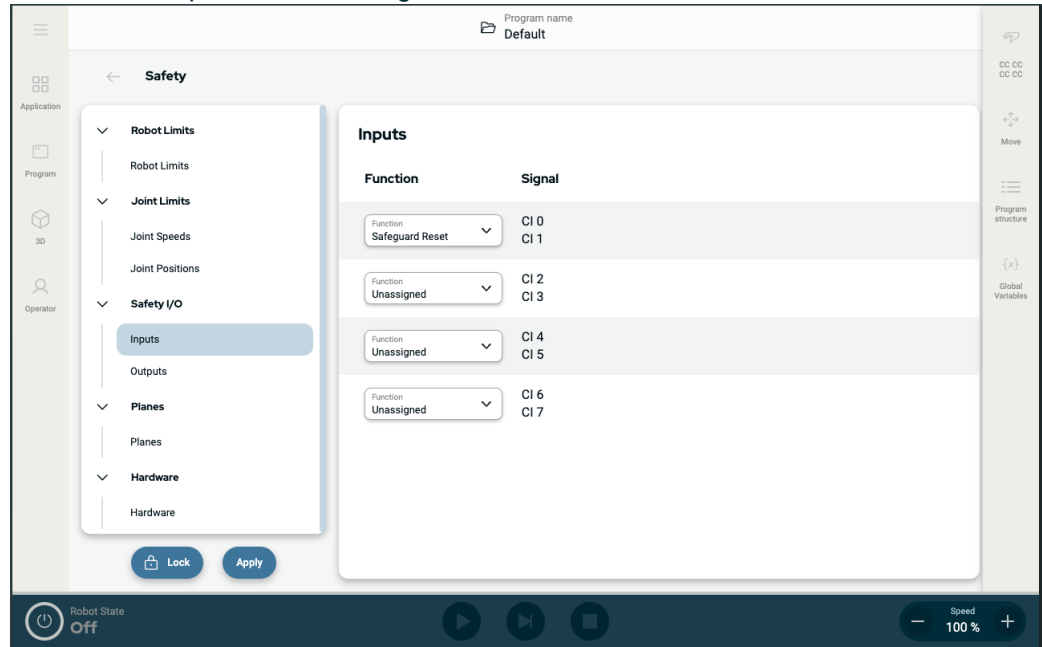 Program name
Default
CC CC
CC CC
Safety
Application
Robot Limits
Inputs
Move
Robot Limits
Program
Function
Signal
Joint Limits
Program
structure
Function
Safeguard Reset
CI 0
CI 1
Joint Speeds
3D
Joint Positions
Global
Variables
Function
Unassigned
CI 2
CI 3
Operator
Safety I/O
Inputs
Function
Unassigned
CI 4
CI 5
Outputs
Planes
Function
Unassigned
CI 6
CI 7
Planes
Hardware
Hardware
Lock
Apply
Robot State
Off
Speed
100 %
{x}